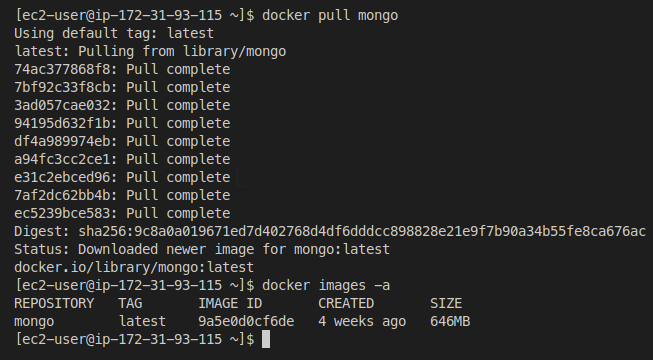 [ec2-user@ip-172-31-93-115 ~]$ docker pull mongo
Using default tag: latest
latest: Pulling from library/mongo
74ac377868f8: Pull complete
7bf92c33f8cb: Pull complete
3ad057cae032: Pull complete
94195d632f1b: Pull complete
df4a989974eb: Pull complete
a94fc3cc2ce1: Pull complete
e31c2ebced96: Pull complete
7af2dc62bb4b: Pull complete
ec5239bce583: Pull complete
Digest: sha256:9c8a0a019671ed7d402768d4df6dddcc898828e21e9f7b90a34b55fe8ca676ac
Status: Downloaded newer image for mongo:latest
docker.io/library/mongo:latest
[ec2-user@ip-172-31-93-115 ~]$ docker images -a
REPOSITORY   TAG       IMAGE ID       CREATED       SIZE
mongo        latest    9a5e0d0cf6de   4 weeks ago   646MB
[ec2-user@ip-172-31-93-115 ~]$